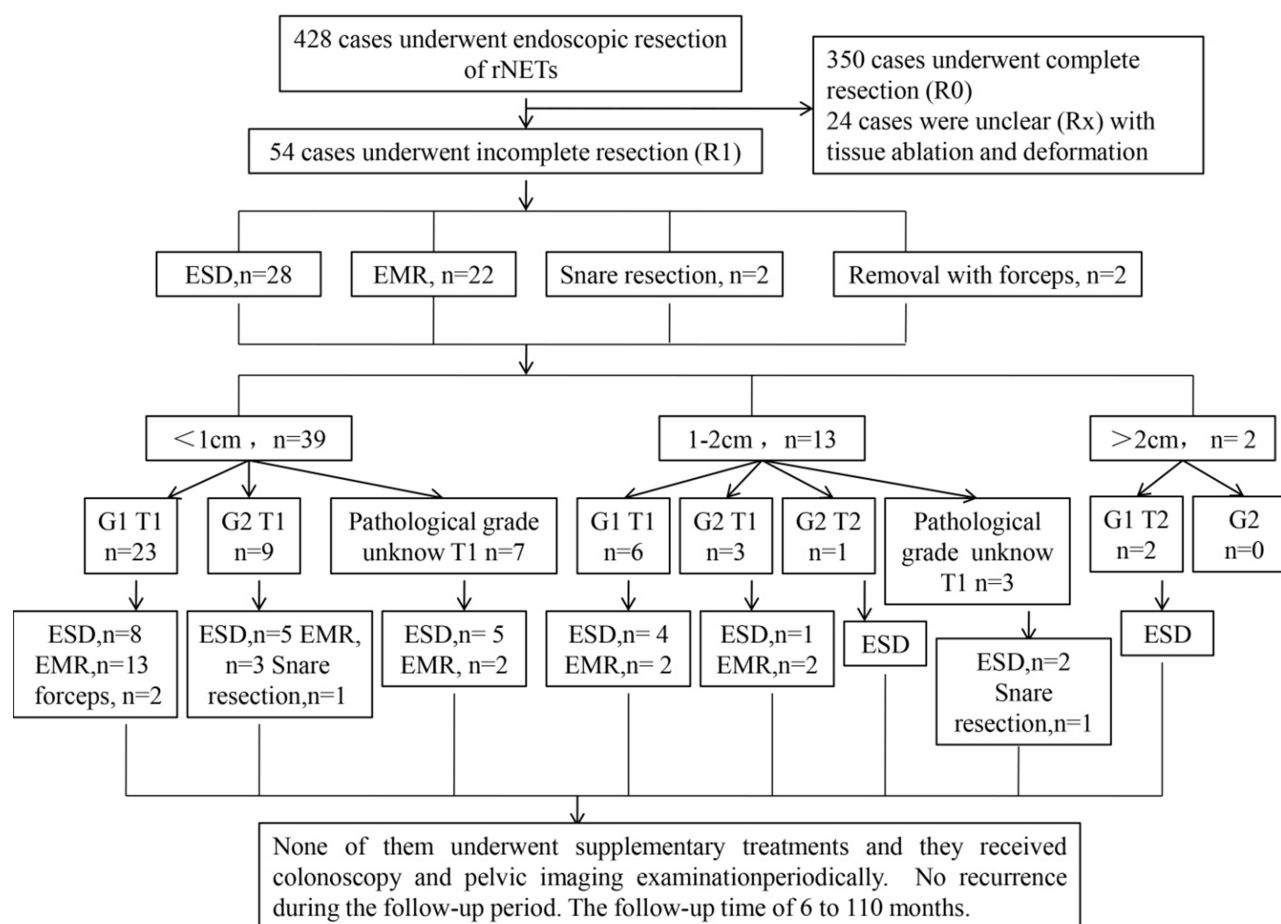 428 cases underwent endoscopic resection
of rNETs
350 cases underwent complete
resection (R0)
24 cases were unclear (Rx) with
tissue ablation and deformation
54 cases underwent incomplete resection (R1)
ESD,n=28
EMR, n=22
Snare resection, n=2
Removal with forceps, n=2
＜1cm ，n=39
1-2cm，n=13
＞2cm， n= 2
G1 T1
n=23
G2 T1
n=9
Pathological grade
unknow T1 n=7
G1 T1
n=6
G2 T1
n=3
G2 T2
n=1
Pathological
grade unknow
T1 n=3
G1 T2
n=2
G2
n=0
ESD,n=8
EMR,n=13
forceps, n=2
ESD,n=5 EMR,
n=3 Snare
resection,n=1
ESD,n= 5
EMR, n=2
ESD,n= 4
EMR,n= 2
ESD,n=1
EMR,n=2
ESD
ESD,n=2
Snare
resection,n=1
ESD
None of them underwent supplementary treatments and they received
colonoscopy and pelvic imaging examinationperiodically. No recurrence
during the follow-up period. The follow-up time of 6 to 110 months.